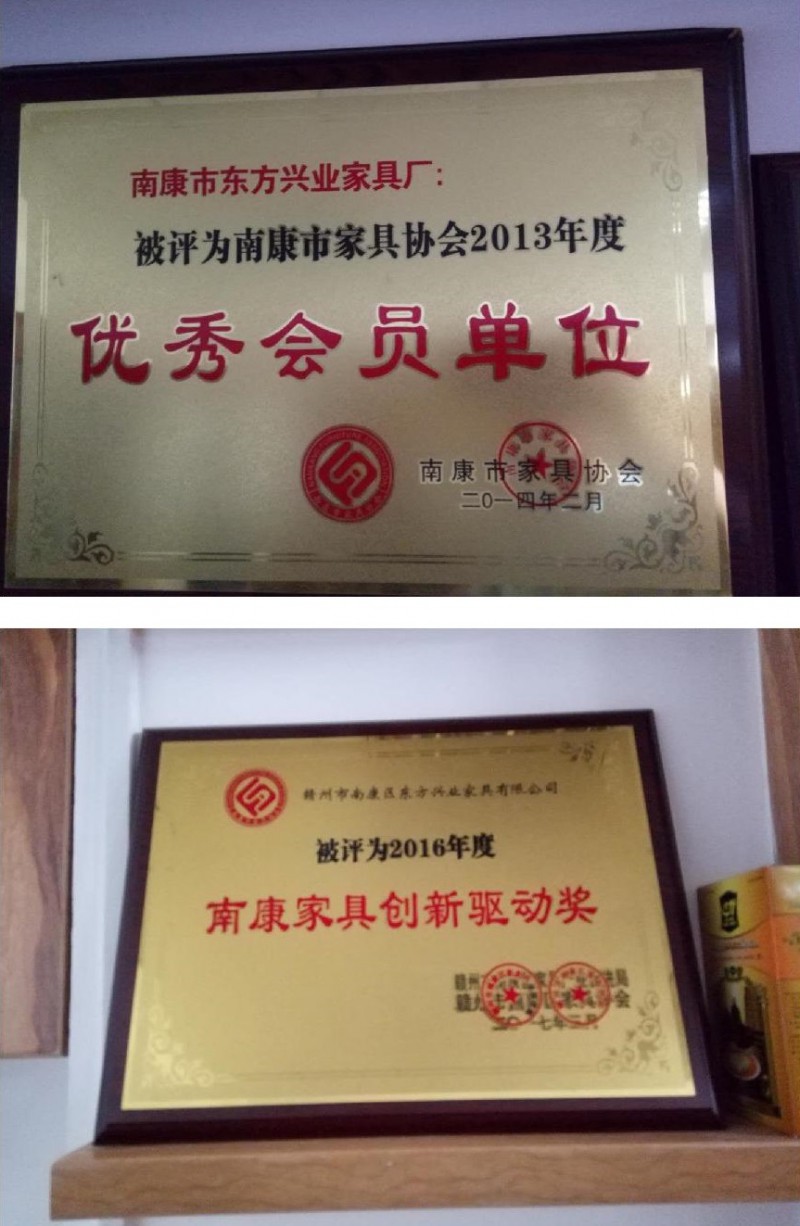 南康市东方兴业家具厂：
被评为南康市家具协会2013年度
优秀会员单位
南康市家具协会
二0一四年二月
赣州市南康区东方兴业家具有限公司
被评为2016年度
南康家具创新驱动奖